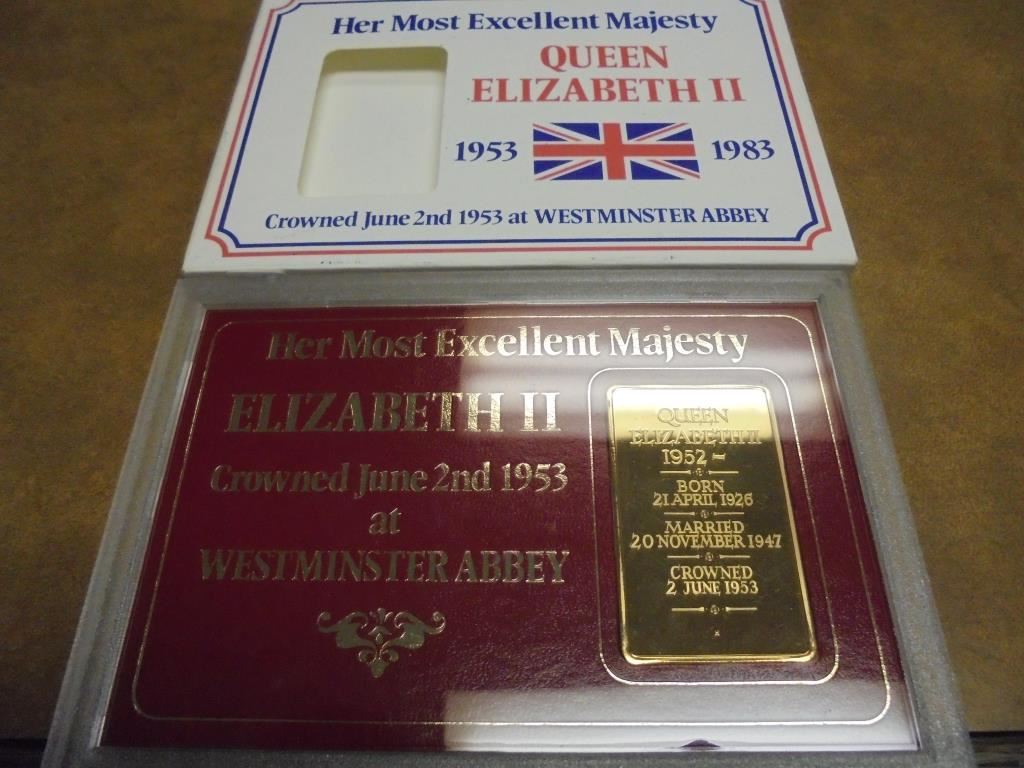 Her Most Excellent Majesty
QUEEN
ELIZABETH II
1953 1983
Crowned June 2nd 1953 at WESTMINSTER ABBEY
Her Most Excellent Majesty
ELIZABETH II
Crowned June 2nd 1953
at
WESTMINSTER ABBEY
QUEEN
ELIZABETH II
1952 –
BORN
21 APRIL 1926
MARRIED
20 NOVEMBER 1947
CROWNED
2 JUNE 1953